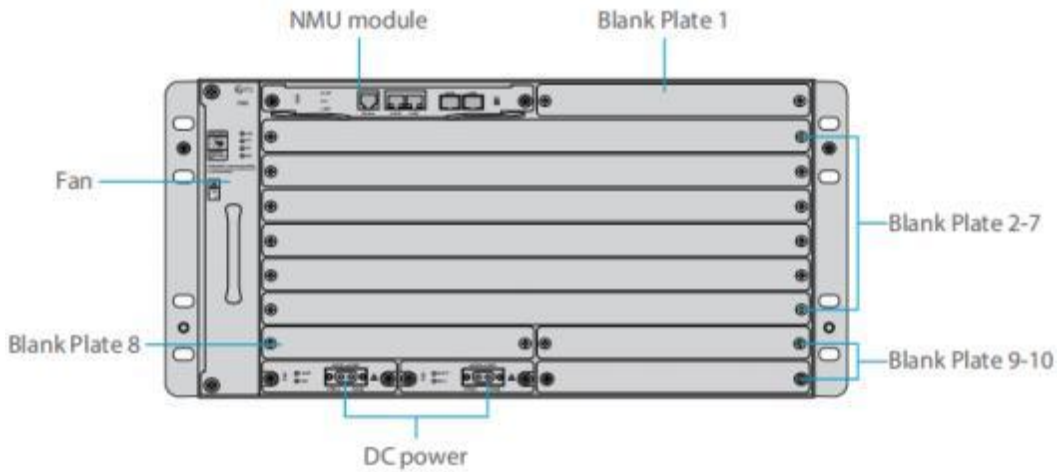 NMU module
Blank Plate 1
Fan
Blank Plate 2-7
Blank Plate 8
Blank Plate 9-10
DC power